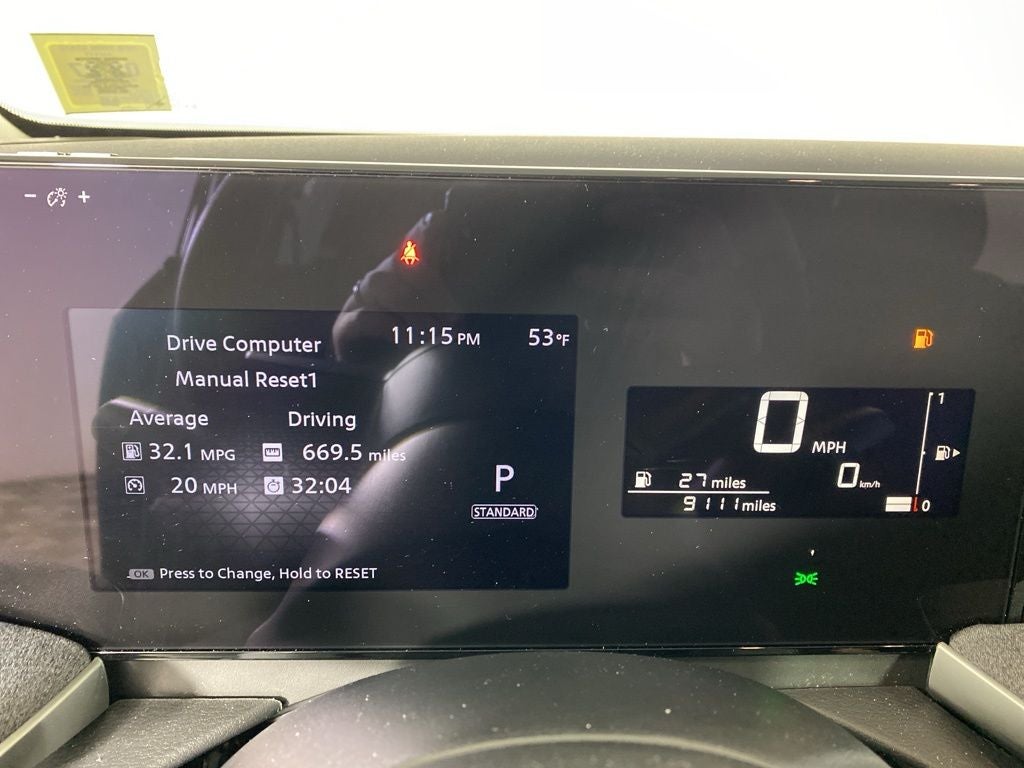 - +
Drive Computer 11:15 PM 53°F
Manual Reset1
Average Driving
32.1 MPG 669.5 miles
20 MPH 32:04
P
STANDARD
OK Press to Change, Hold to RESET
0 MPH
0 km/h
27 miles
9111 miles
1
0